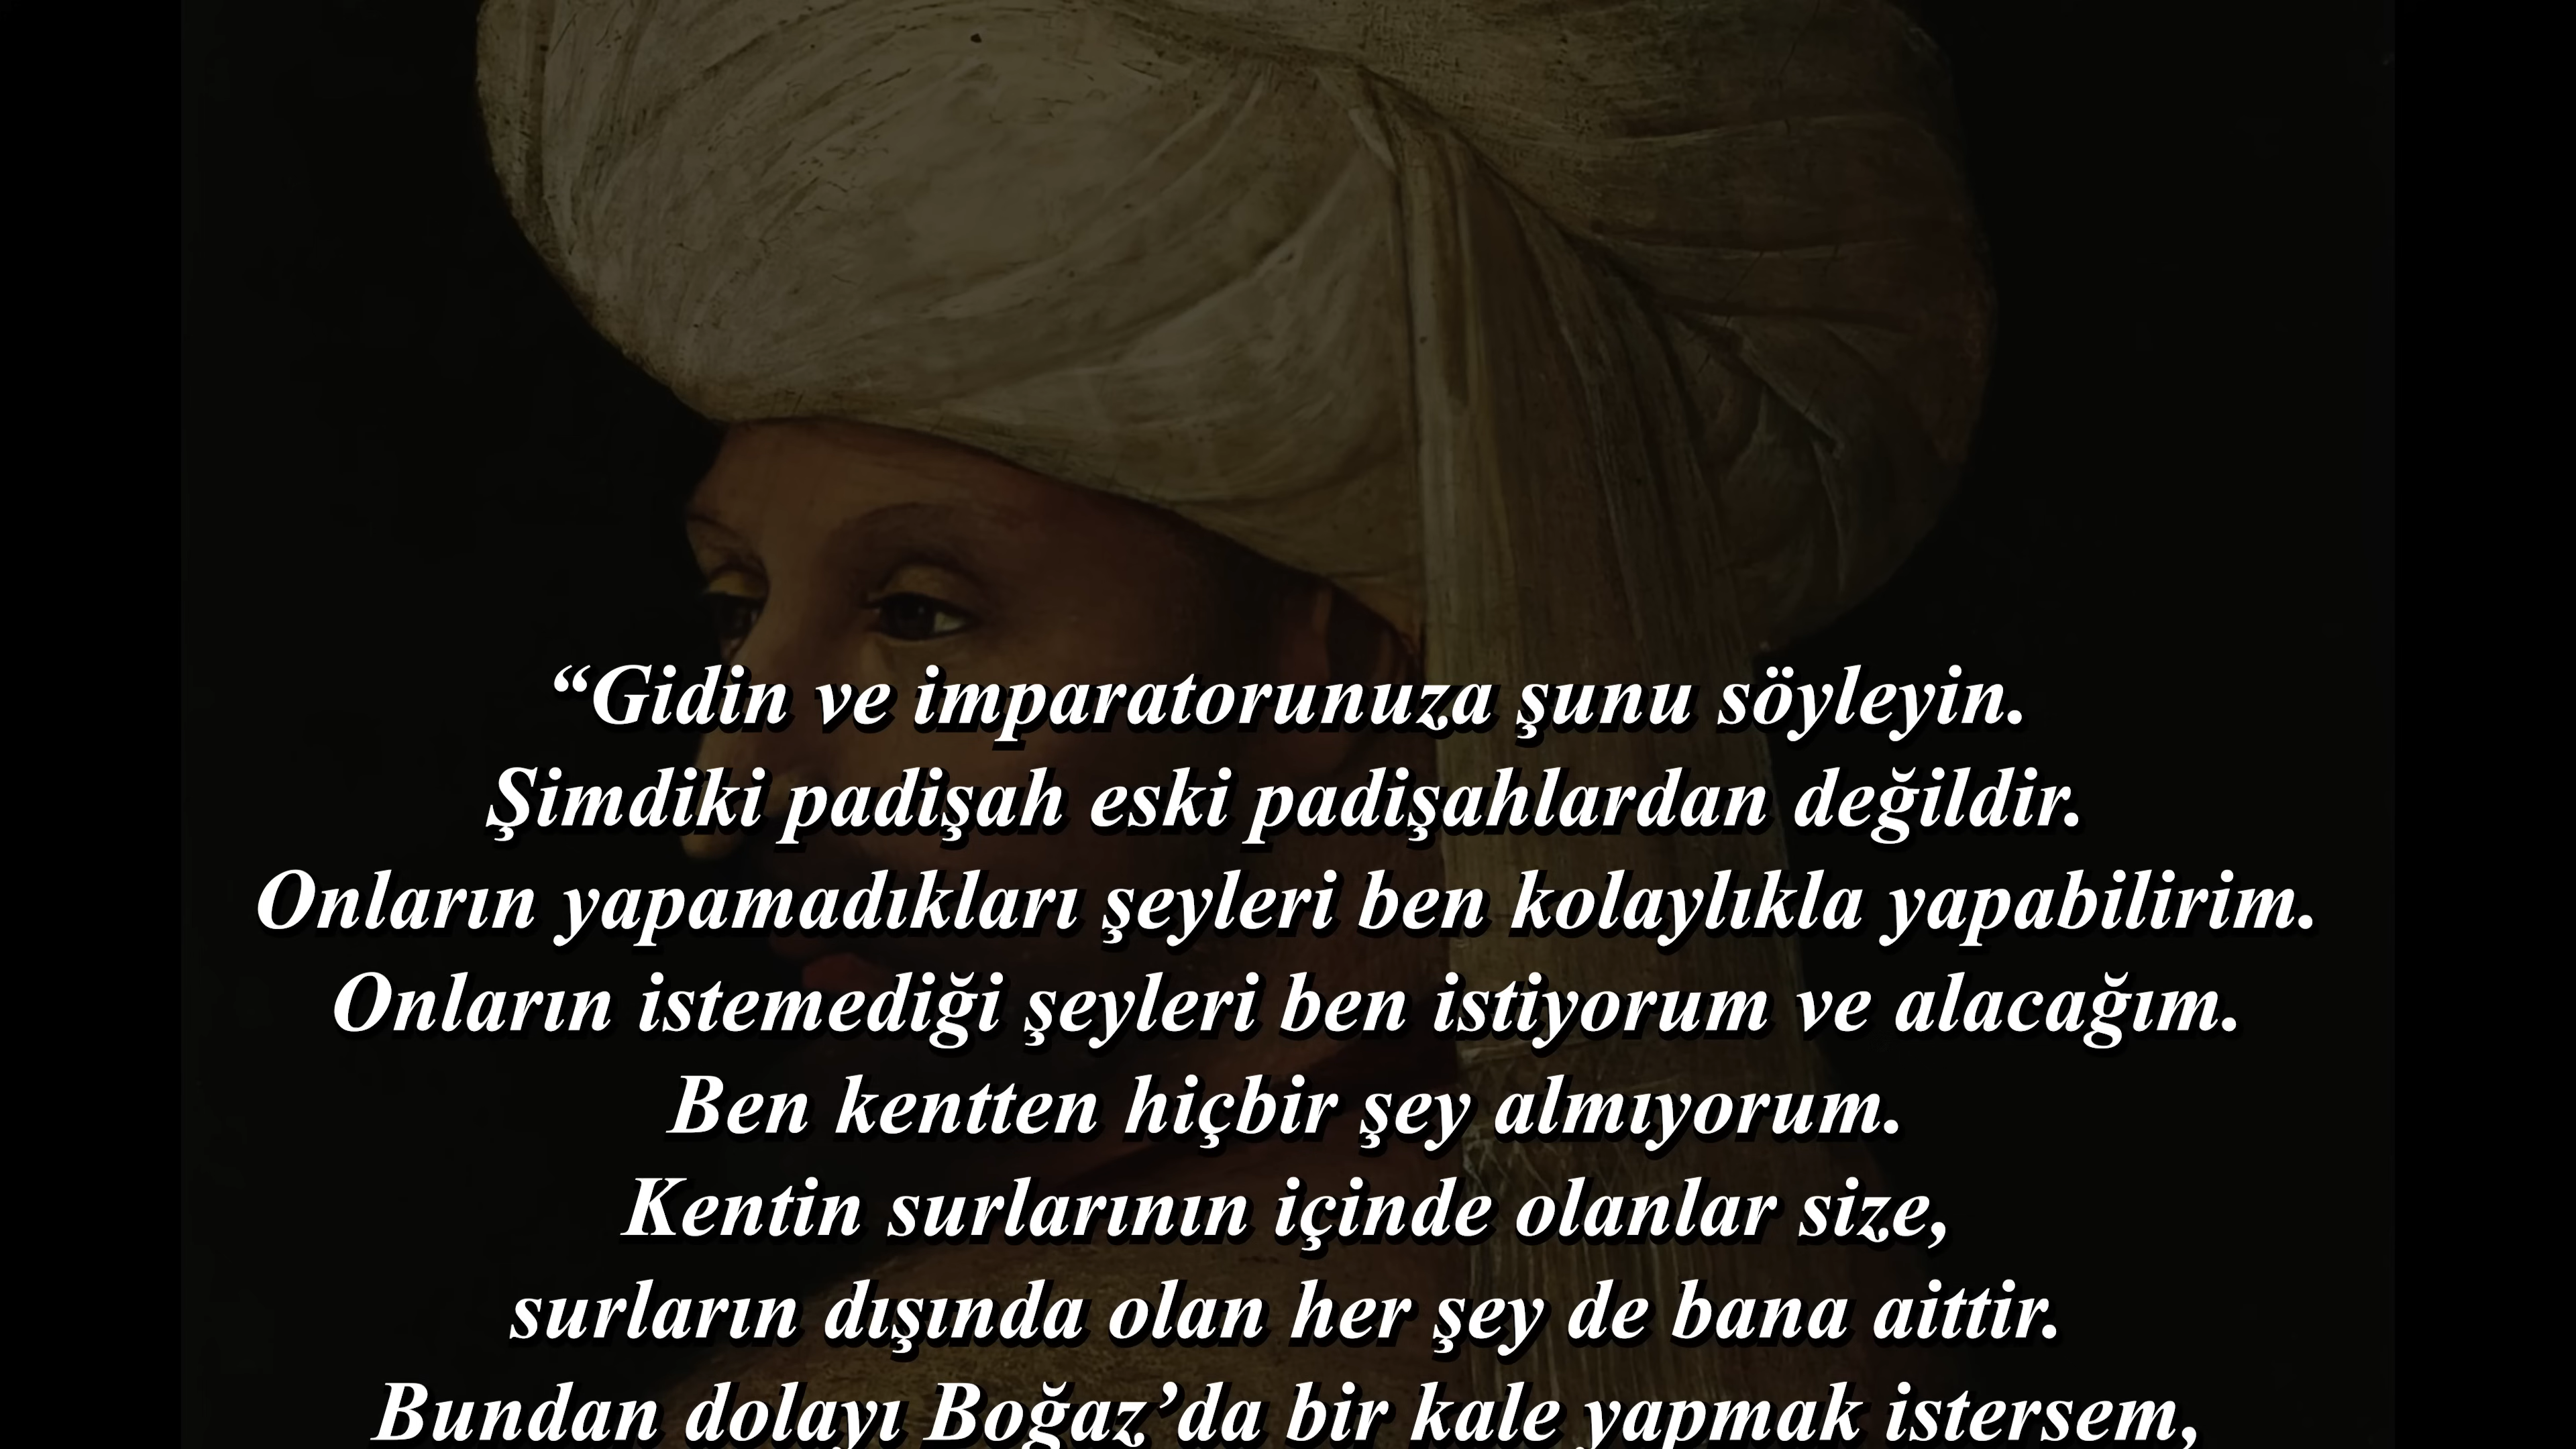 “Gidin ve imparatorunuza şunu söyleyin.
Şimdiki padişah eski padişahlardan değildir.
Onların yapamadıkları şeyleri ben kolaylıkla yapabilirim.
Onların istemediği şeyleri ben istiyorum ve alacağım.
Ben kentten hiçbir şey almıyorum.
Kentin surlarının içinde olanlar size,
surların dışında olan her şey de bana aittir.
Bundan dolayı Boğaz’da bir kale yapmak istersem,